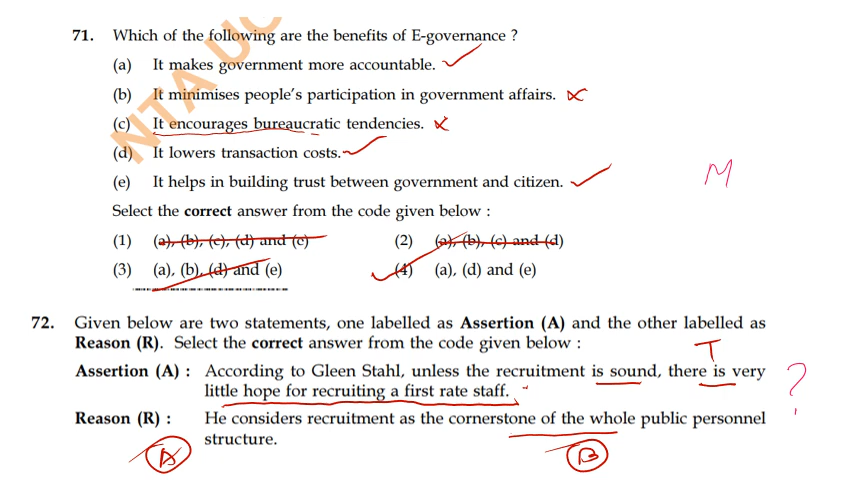 NTA UG
71. Which of the following are the benefits of E-governance ?
(a) It makes government more accountable.
(b) It minimises people's participation in government affairs.
(c) It encourages bureaucratic tendencies.
(d) It lowers transaction costs.
(e) It helps in building trust between government and citizen.
M
Select the correct answer from the code given below :
(1) (a), (b), (c), (d) and (e) (2) (a), (b), (c) and (d)
(3) (a), (b), (d) and (e) (4) (a), (d) and (e)
72. Given below are two statements, one labelled as Assertion (A) and the other labelled as
Reason (R). Select the correct answer from the code given below :
T
Assertion (A) : According to Gleen Stahl, unless the recruitment is sound, there is very
little hope for recruiting a first rate staff.
?
Reason (R) : He considers recruitment as the cornerstone of the whole public personnel
structure.
A B